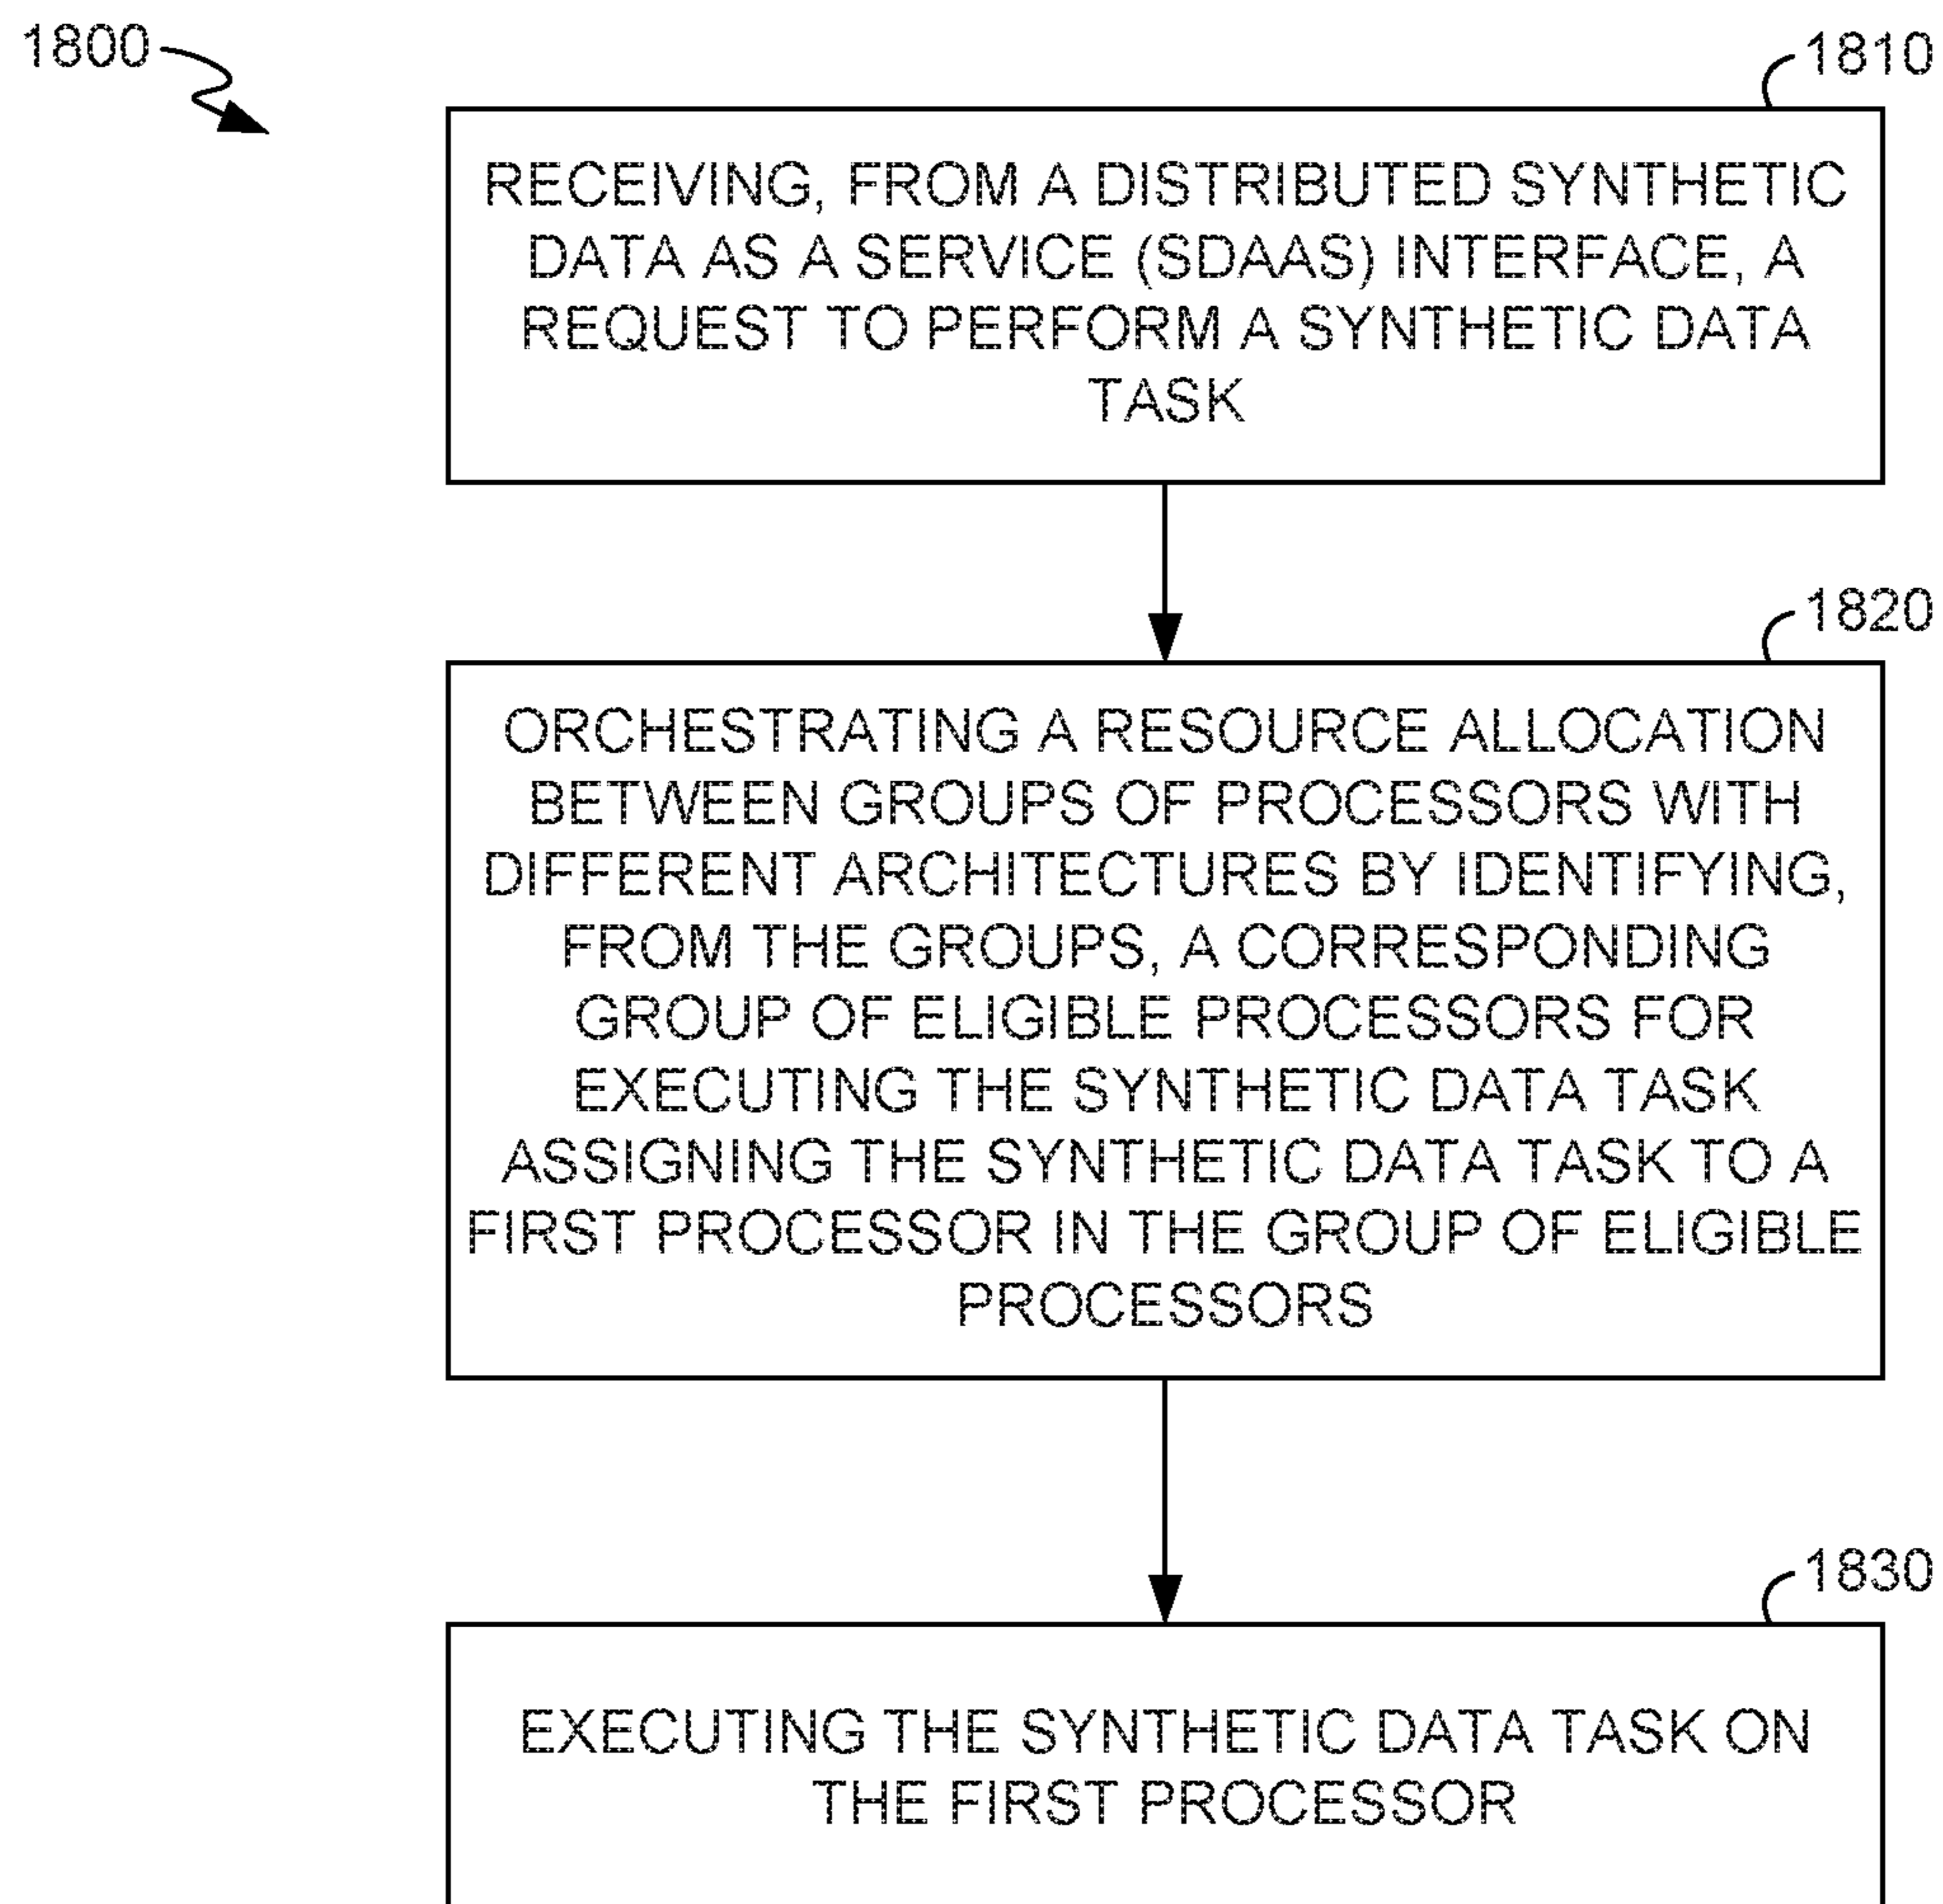 1800
1810
RECEIVING, FROM A DISTRIBUTED SYNTHETIC
DATA AS A SERVICE (SDAAS) INTERFACE, A
REQUEST TO PERFORM A SYNTHETIC DATA
TASK
1820
ORCHESTRATING A RESOURCE ALLOCATION
BETWEEN GROUPS OF PROCESSORS WITH
DIFFERENT ARCHITECTURES BY IDENTIFYING,
FROM THE GROUPS, A CORRESPONDING
GROUP OF ELIGIBLE PROCESSORS FOR
EXECUTING THE SYNTHETIC DATA TASK
ASSIGNING THE SYNTHETIC DATA TASK TO A
FIRST PROCESSOR IN THE GROUP OF ELIGIBLE
PROCESSORS
1830
EXECUTING THE SYNTHETIC DATA TASK ON
THE FIRST PROCESSOR